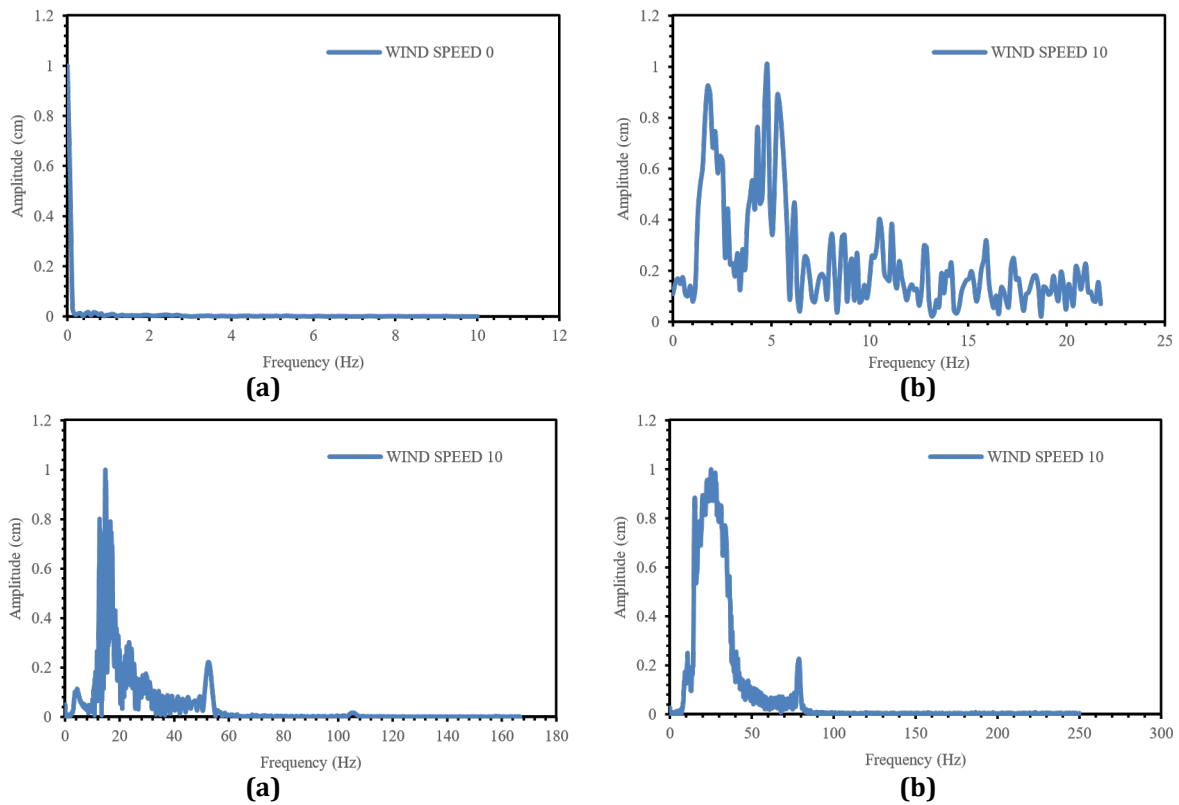 WIND SPEED 0
Amplitude (cm)
1.2
1
0.8
0.6
0.4
0.2
0
0 2 4 6 8 10 12
Frequency (Hz)
(a)
WIND SPEED 10
Amplitude (cm)
1.2
1
0.8
0.6
0.4
0.2
0
0 5 10 15 20 25
Frequency (Hz)
(b)
WIND SPEED 10
Amplitude (cm)
1.2
1
0.8
0.6
0.4
0.2
0
0 20 40 60 80 100 120 140 160 180
Frequency (Hz)
(a)
WIND SPEED 10
Amplitude (cm)
1.2
1
0.8
0.6
0.4
0.2
0
0 50 100 150 200 250 300
Frequency (Hz)
(b)